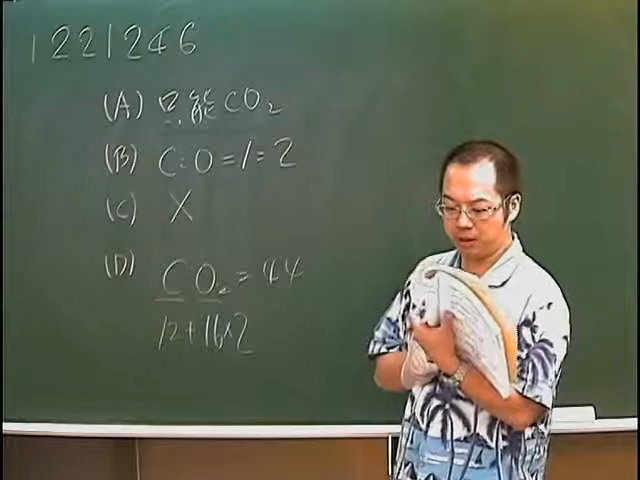 1221246
(A) 只能CO₂
(B) C:O=1:2
(C) X
(D) CO₂=44
12+16×2